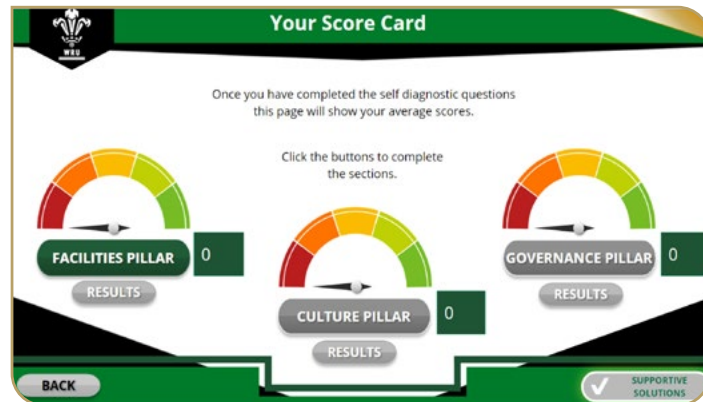 WRU
Your Score Card
Once you have completed the self diagnostic questions
this page will show your average scores.
Click the buttons to complete
the sections.
FACILITIES PILLAR
0
RESULTS
CULTURE PILLAR
0
RESULTS
GOVERNANCE PILLAR
0
RESULTS
BACK
SUPPORTIVE
SOLUTIONS